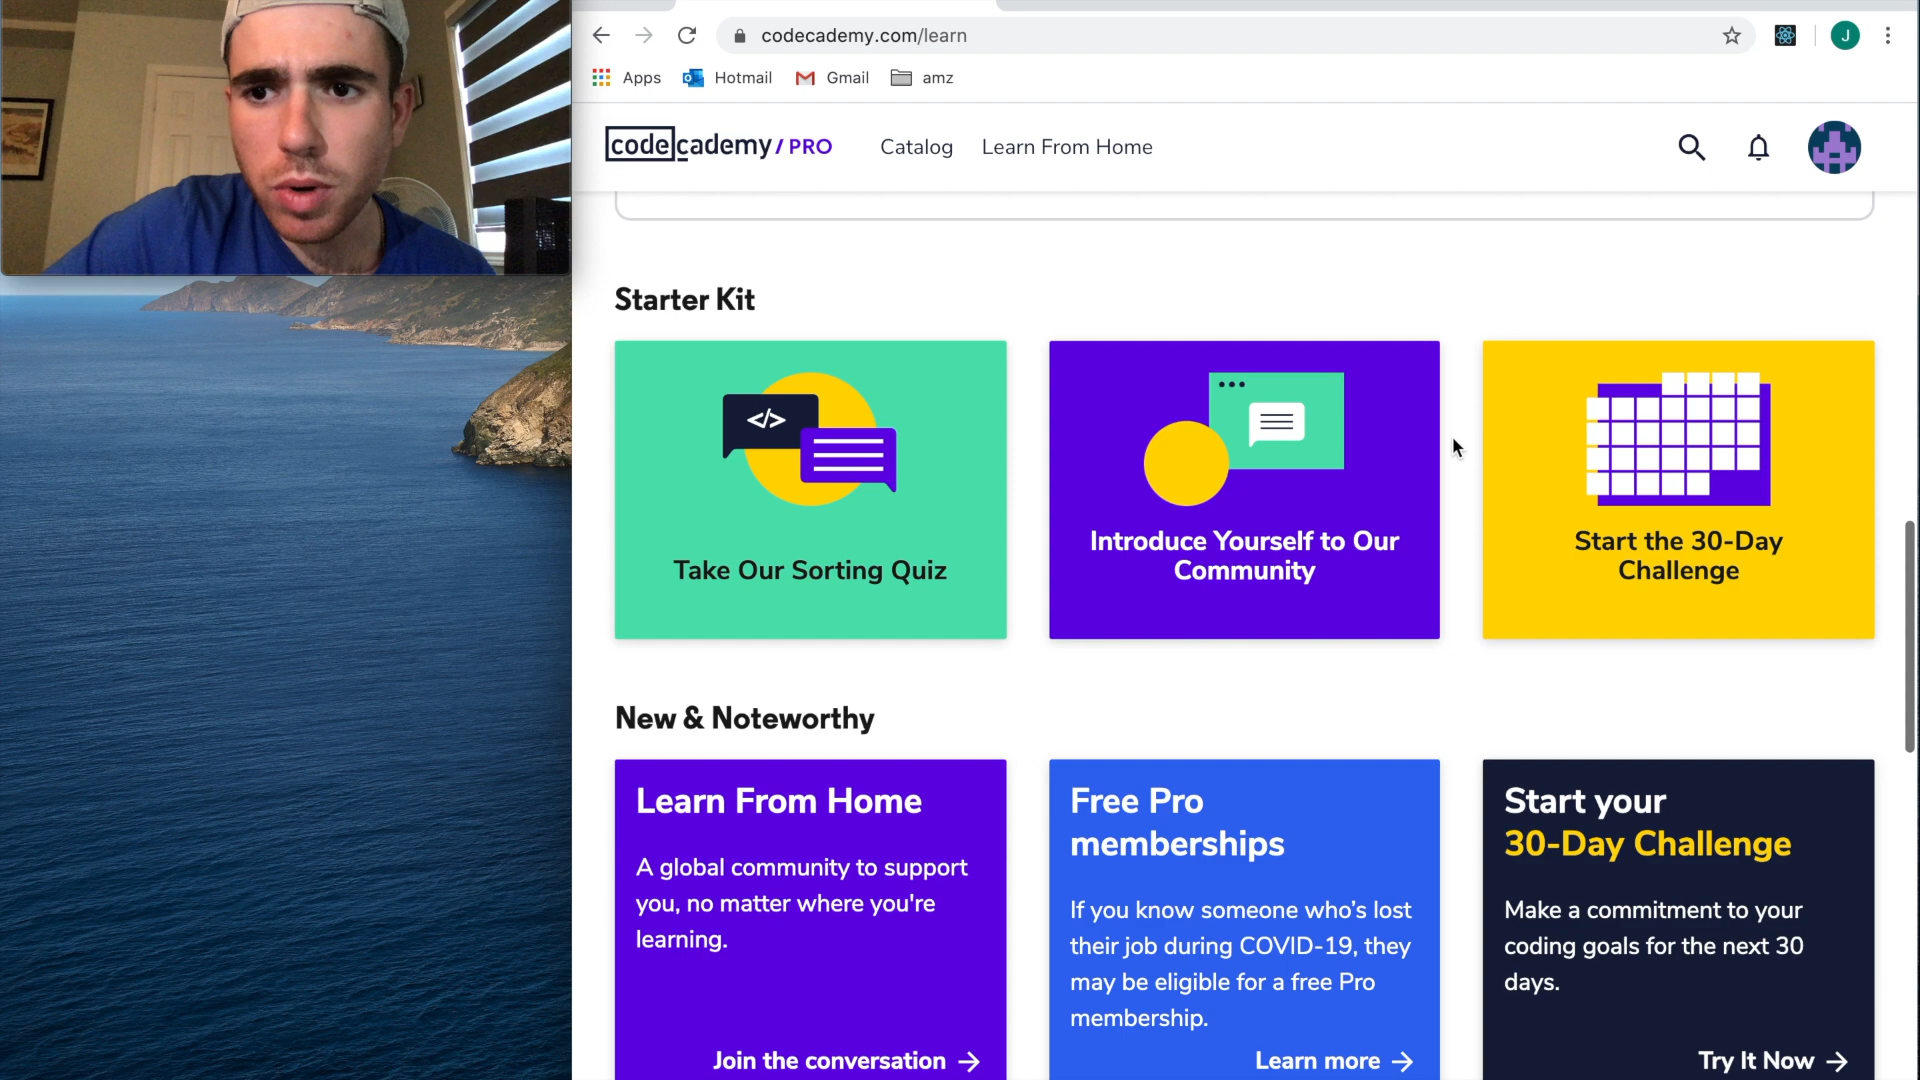 codecademy.com/learn
J
Apps Hotmail Gmail amz
codecademy / PRO Catalog Learn From Home
Starter Kit
</>
Take Our Sorting Quiz
Introduce Yourself to Our
Community
Start the 30-Day
Challenge
New & Noteworthy
Learn From Home
A global community to support
you, no matter where you're
learning.
Join the conversation →
Free Pro
memberships
If you know someone who’s lost
their job during COVID-19, they
may be eligible for a free Pro
membership.
Learn more →
Start your
30-Day Challenge
Make a commitment to your
coding goals for the next 30
days.
Try It Now →